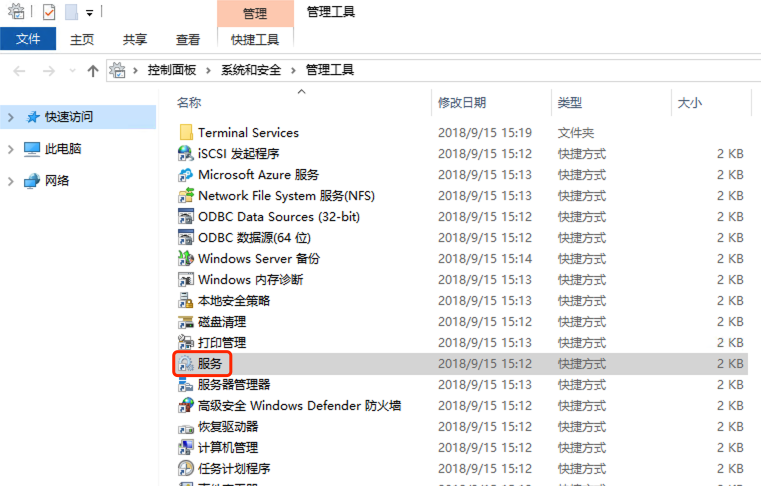 管理 管理工具
文件 主页 共享 查看 快捷工具
控制面板 系统和安全 管理工具
名称 修改日期 类型 大小
快速访问
此电脑
网络
Terminal Services 2018/9/15 15:19 文件夹
iSCSI 发起程序 2018/9/15 15:12 快捷方式 2 KB
Microsoft Azure 服务 2018/9/15 15:13 快捷方式 2 KB
Network File System 服务(NFS) 2018/9/15 15:13 快捷方式 2 KB
ODBC Data Sources (32-bit) 2018/9/15 15:12 快捷方式 2 KB
ODBC 数据源(64 位) 2018/9/15 15:12 快捷方式 2 KB
Windows Server 备份 2018/9/15 15:14 快捷方式 2 KB
Windows 内存诊断 2018/9/15 15:13 快捷方式 2 KB
本地安全策略 2018/9/15 15:13 快捷方式 2 KB
磁盘清理 2018/9/15 15:12 快捷方式 2 KB
打印管理 2018/9/15 15:13 快捷方式 2 KB
服务 2018/9/15 15:12 快捷方式 2 KB
服务器管理器 2018/9/15 15:13 快捷方式 2 KB
高级安全 Windows Defender 防火墙 2018/9/15 15:12 快捷方式 2 KB
恢复驱动器 2018/9/15 15:12 快捷方式 2 KB
计算机管理 2018/9/15 15:12 快捷方式 2 KB
任务计划程序 2018/9/15 15:12 快捷方式 2 KB